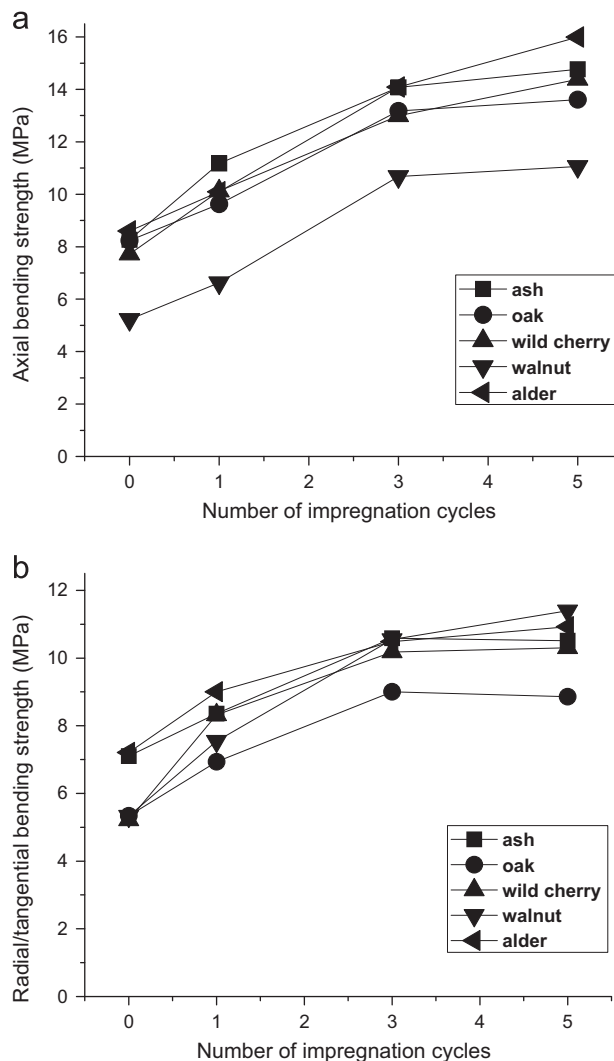 a
16
14
12
10
8
6
4
2
0
Axial bending strength (MPa)
ash
oak
wild cherry
walnut
alder
0 1 2 3 4 5
Number of impregnation cycles
b
12
10
8
6
4
2
0
Radial/tangential bending strength (MPa)
ash
oak
wild cherry
walnut
alder
0 1 2 3 4 5
Number of impregnation cycles